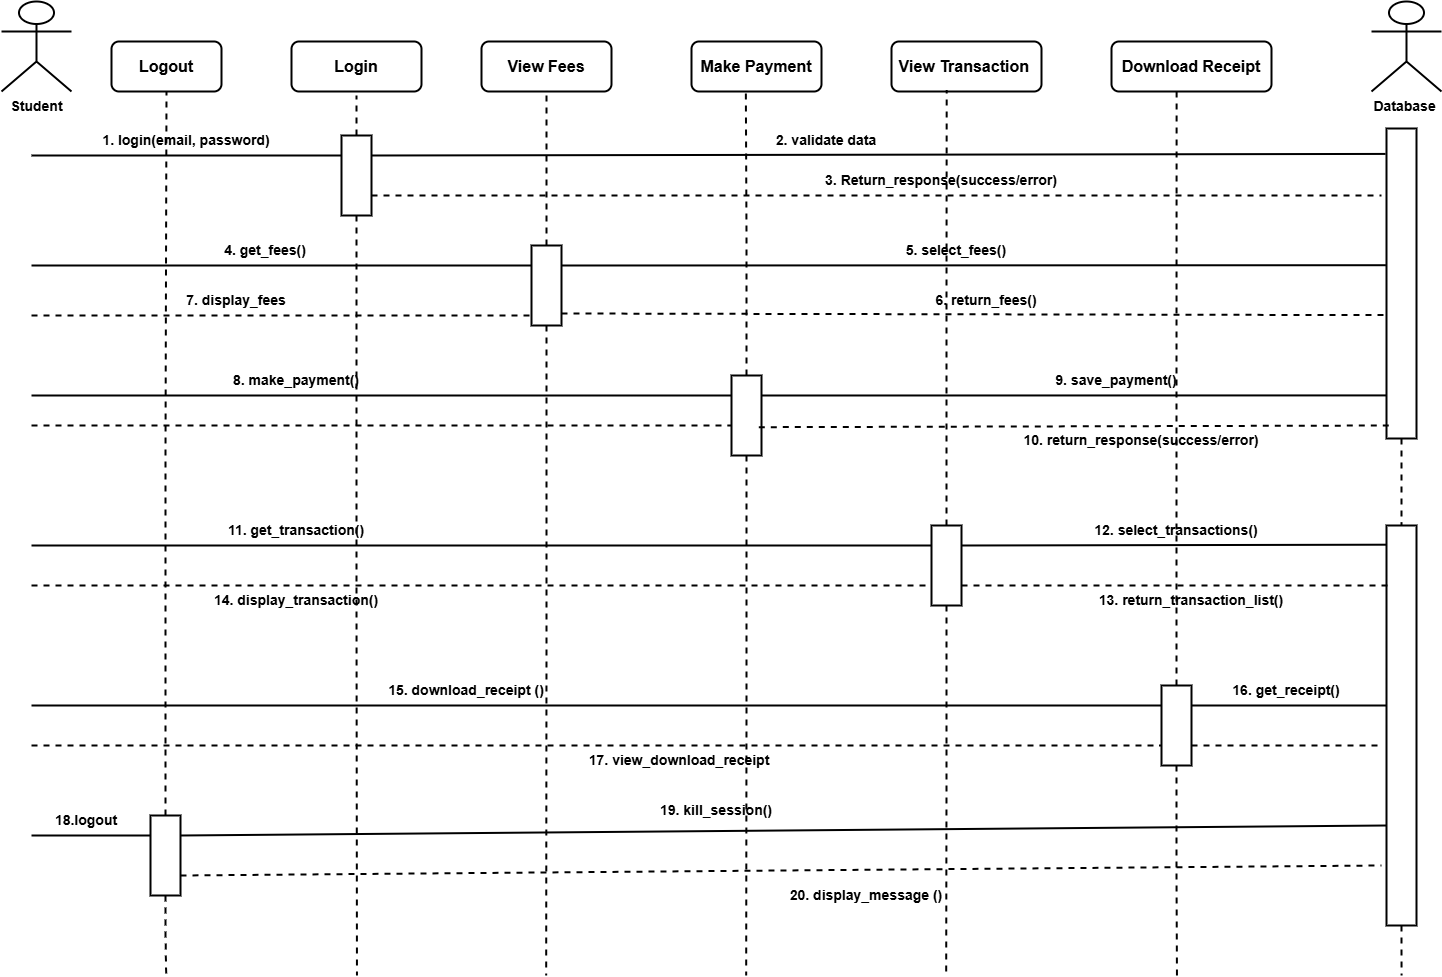 Logout
Login
View Fees
Make Payment
View Transaction
Download Receipt
Student
Database
1. login(email, password)
2. validate data
3. Return_response(success/error)
4. get_fees()
5. select_fees()
7. display_fees
6. return_fees()
8. make_payment()
9. save_payment()
10. return_response(success/error)
11. get_transaction()
12. select_transactions()
14. display_transaction()
13. return_transaction_list()
15. download_receipt ()
16. get_receipt()
17. view_download_receipt
18.logout
19. kill_session()
20. display_message ()